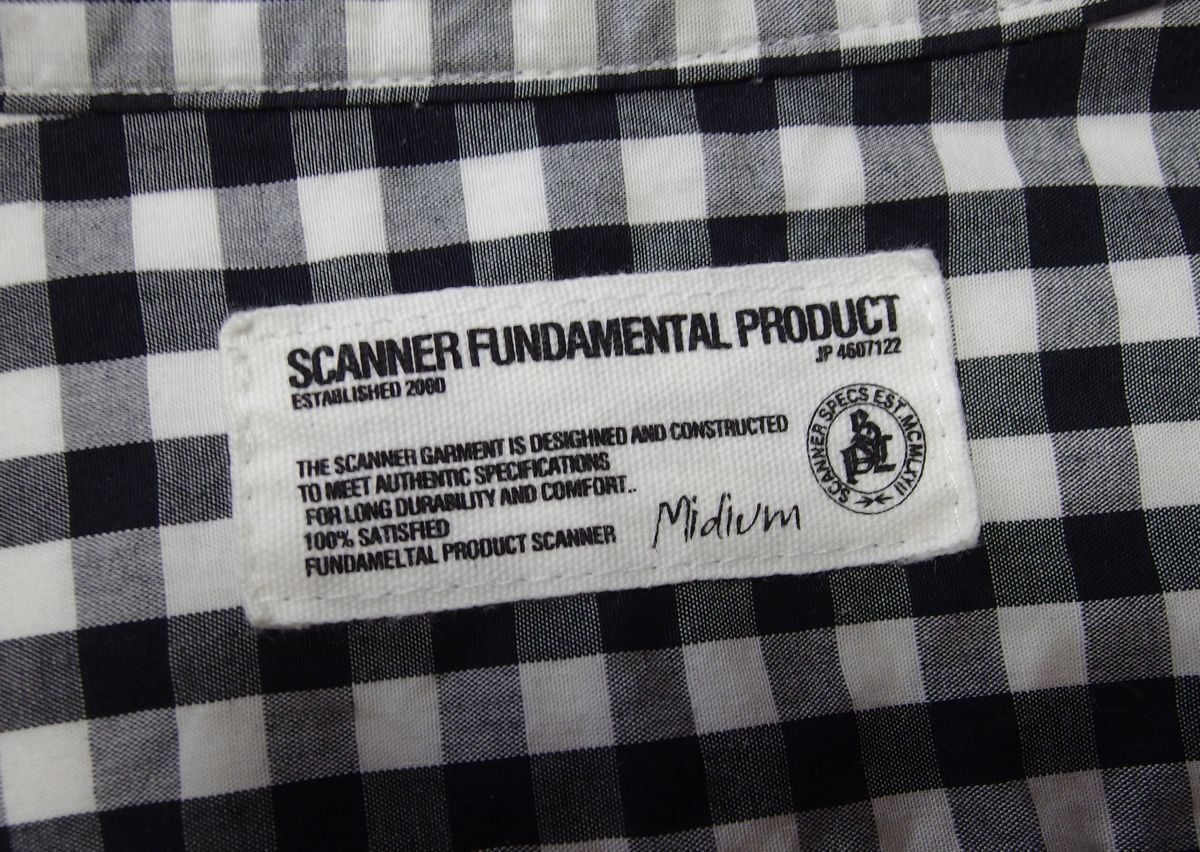 SCANNER FUNDAMENTAL PRODUCT
ESTABLISHED 2000
JP 4607122
THE SCANNER GARMENT IS DESIGHNED AND CONSTRUCTED
TO MEET AUTHENTIC SPECIFICATIONS
FOR LONG DURABILITY AND COMFORT..
100% SATISFIED
FUNDAMELTAL PRODUCT SCANNER
Midium
SCANNER SPECS EST.MCMLXVII